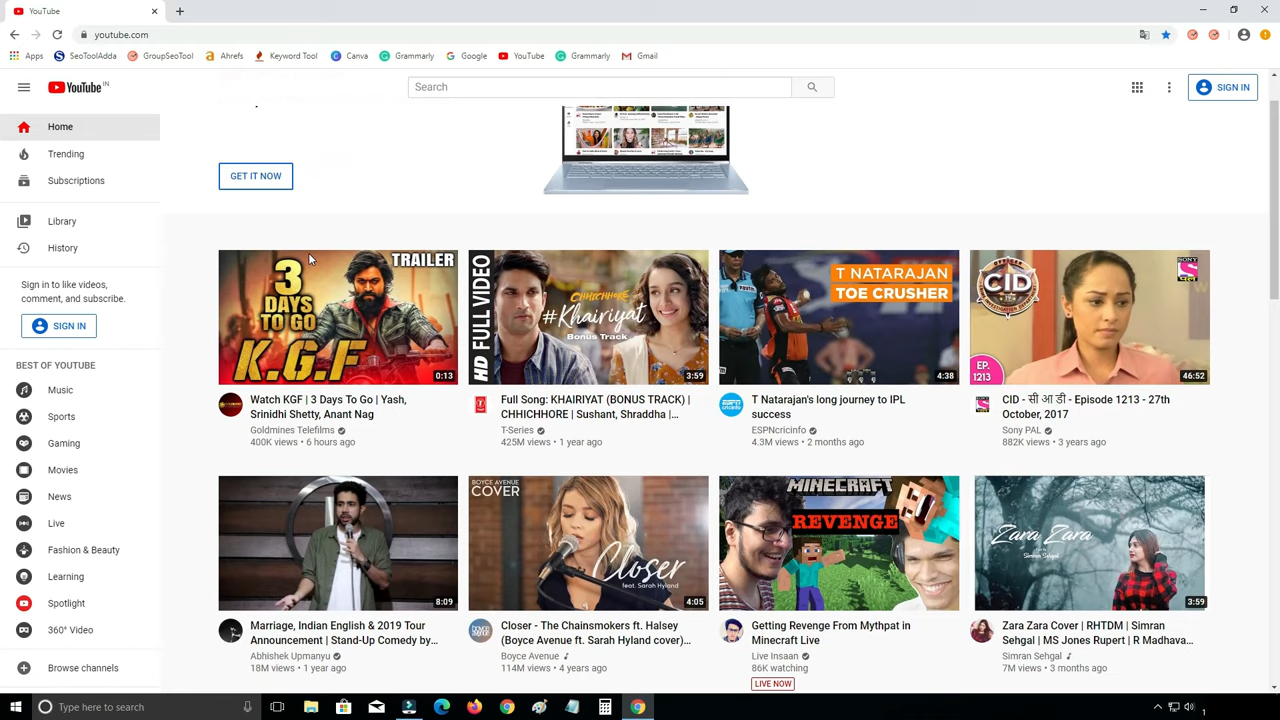 YouTube
youtube.com
Apps SeoToolAdda GroupSeoTool Ahrefs Keyword Tool Canva Grammarly Google YouTube Grammarly Gmail
YouTube IN
Search
SIGN IN
Home
Trending
Subscriptions
Library
History
Sign in to like videos,
comment, and subscribe.
SIGN IN
BEST OF YOUTUBE
Music
Sports
Gaming
Movies
News
Live
Fashion & Beauty
Learning
Spotlight
360° Video
Browse channels
GET IT NOW
TRAILER
3
DAYS
TO GO
K.G.F
0:13
Watch KGF | 3 Days To Go | Yash,
Srinidhi Shetty, Anant Nag
Goldmines Telefilms
400K views • 6 hours ago
HD FULL VIDEO
CHHICHHORE
#Khairiyat
Bonus Track
3:59
Full Song: KHAIRIYAT (BONUS TRACK) |
CHHICHHORE | Sushant, Shraddha |...
T-Series
425M views • 1 year ago
T NATARAJAN
TOE CRUSHER
4:38
T Natarajan's long journey to IPL
success
ESPNcricinfo
4.3M views • 2 months ago
CID
SONY
EP.
1213
46:52
CID - सी आ डी - Episode 1213 - 27th
October, 2017
Sony PAL
882K views • 3 years ago
8:09
Marriage, Indian English & 2019 Tour
Announcement | Stand-Up Comedy by...
Abhishek Upmanyu
18M views • 1 year ago
BOYCE AVENUE
COVER
Closer
feat. Sarah Hyland
4:05
Closer - The Chainsmokers ft. Halsey
(Boyce Avenue ft. Sarah Hyland cover)...
Boyce Avenue
114M views • 4 years ago
MINECRAFT
REVENGE
Getting Revenge From Mythpat in
Minecraft Live
Live Insaan
86K watching
LIVE NOW
Zara Zara
Simran Sehgal
3:59
Zara Zara Cover | RHTDM | Simran
Sehgal | MS Jones Rupert | R Madhava...
Simran Sehgal
7M views • 3 months ago
Type here to search